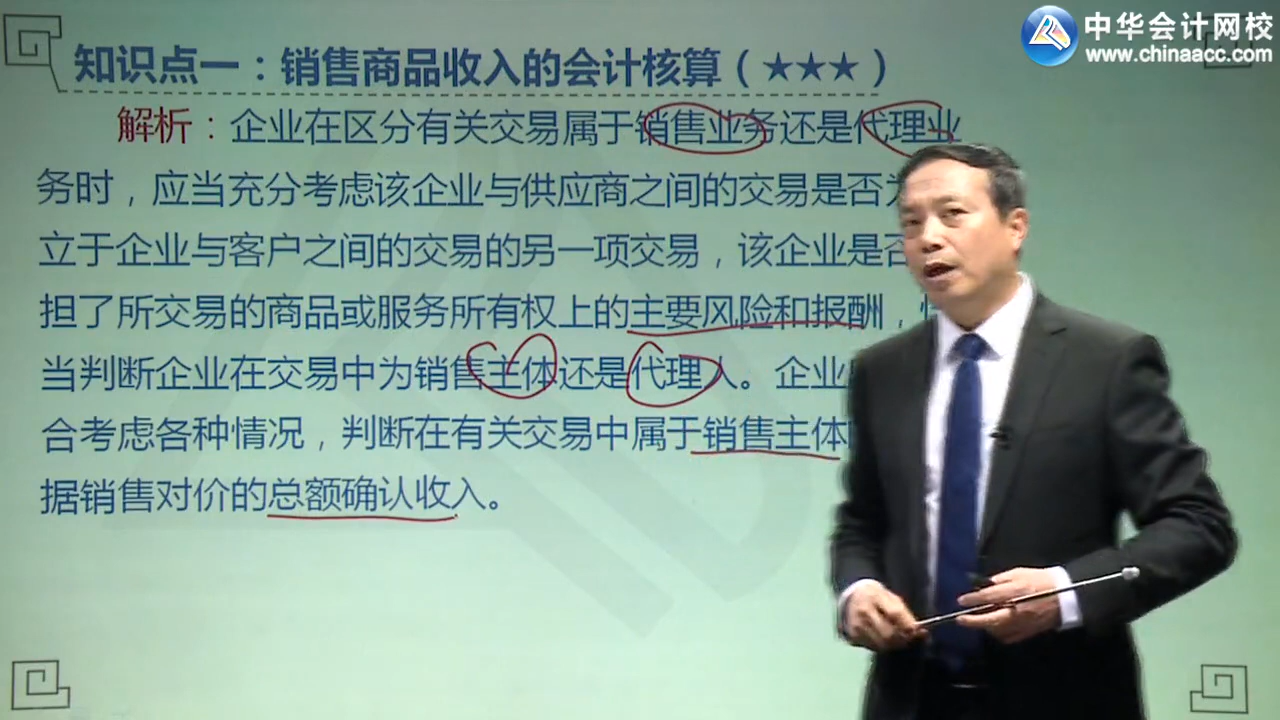 中华会计网校
www.chinaacc.com
知识点一：销售商品收入的会计核算（★★★）
解析：企业在区分有关交易属于销售业务还是代理业
务时，应当充分考虑该企业与供应商之间的交易是否
立于企业与客户之间的交易的另一项交易，该企业是否
担了所交易的商品或服务所有权上的主要风险和报酬，
当判断企业在交易中为销售主体还是代理人。企业
合考虑各种情况，判断在有关交易中属于销售主体
据销售对价的总额确认收入。